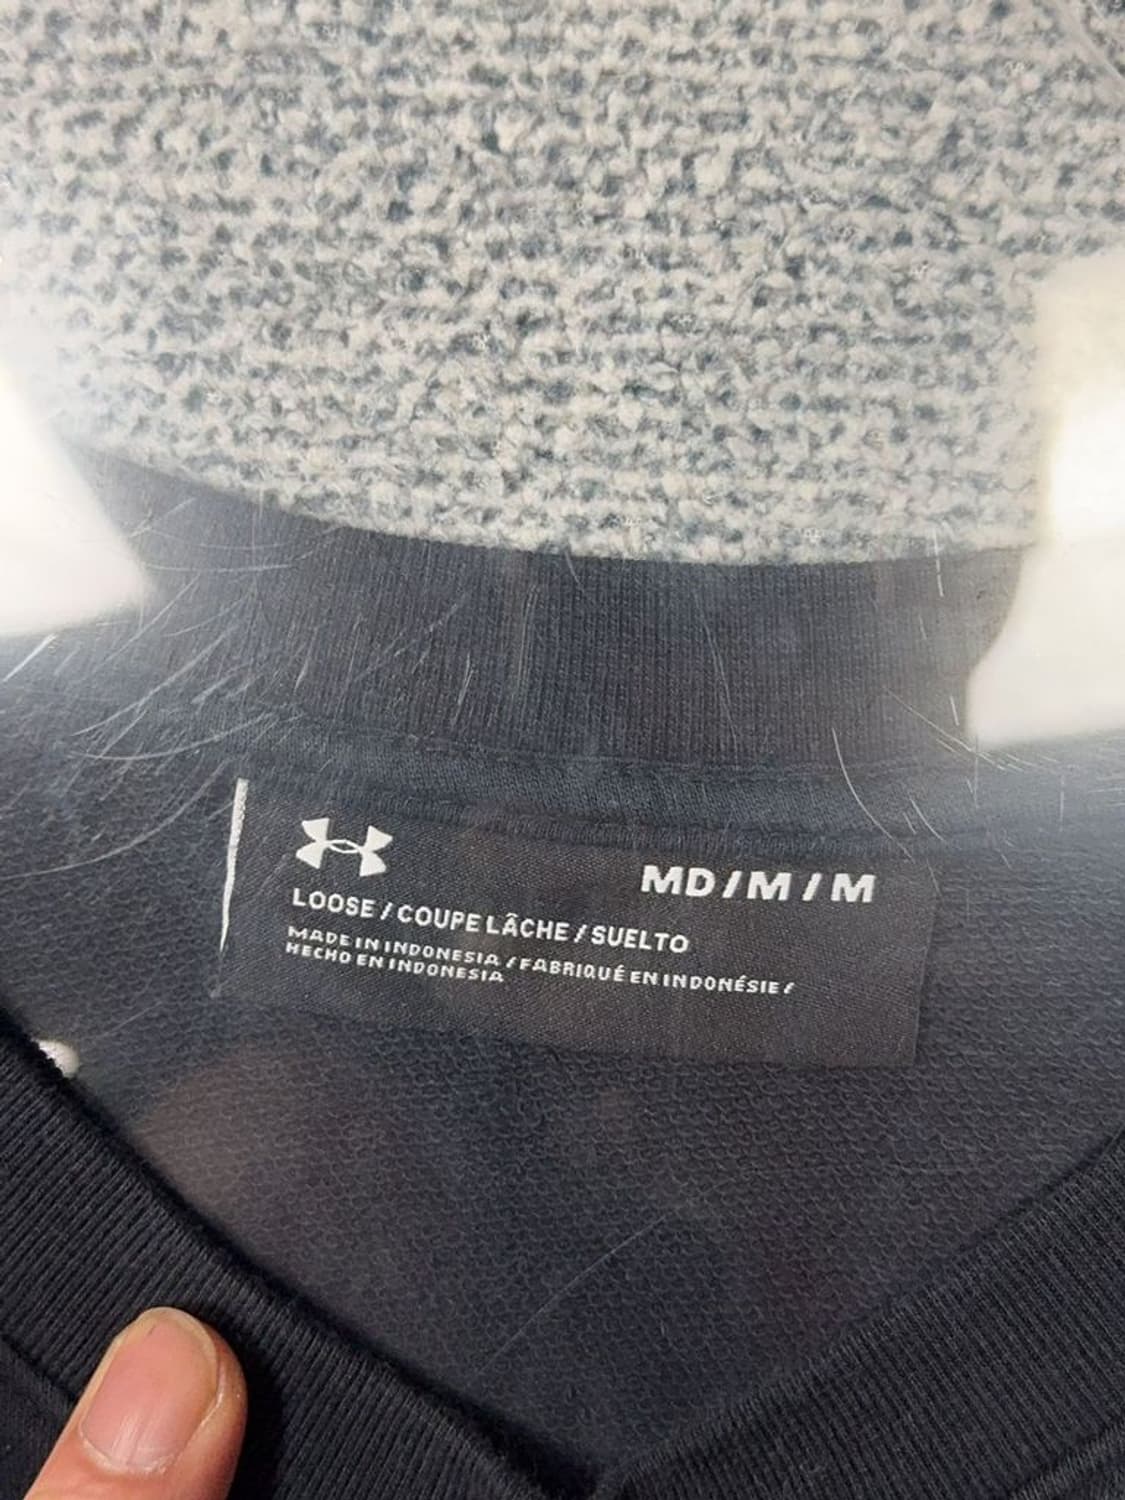 MD / M / M
LOOSE / COUPE LÂCHE / SUELTO
MADE IN INDONESIA / FABRIQUÉ EN INDONÉSIE /
HECHO EN INDONESIA